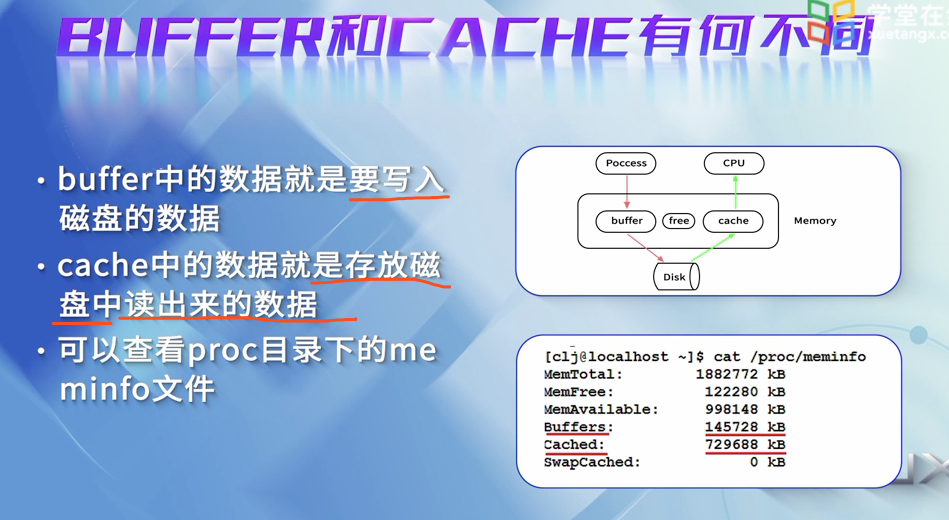 BUFFER和CACHE有何不同
学堂在
xuetangx.c
• buffer中的数据就是要写入
磁盘的数据
• cache中的数据就是存放磁
盘中读出来的数据
• 可以查看proc目录下的me
minfo文件
Poccess
CPU
buffer
free
cache
Memory
Disk
[clj@localhost ~]$ cat /proc/meminfo
MemTotal: 1882772 kB
MemFree: 122280 kB
MemAvailable: 998148 kB
Buffers: 145728 kB
Cached: 729688 kB
SwapCached: 0 kB